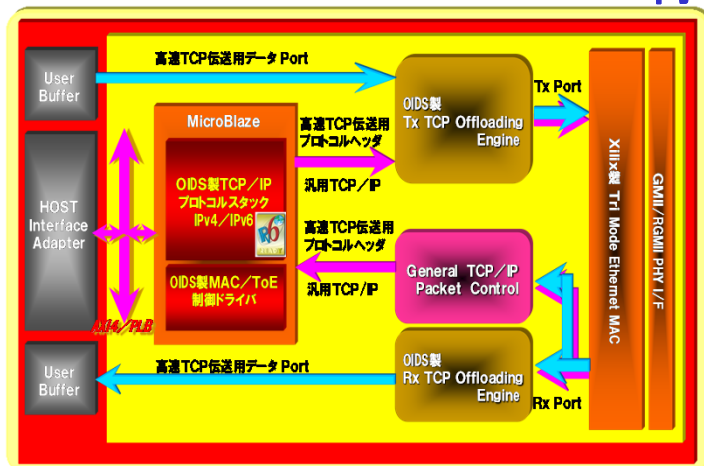 User
Buffer
高速TCP伝送用データ Port
OIDS製
Tx TCP Offloading
Engine
Tx Port
MicroBlaze
高速TCP伝送用
プロトコルヘッダ
汎用TCP/IP
OIDS製TCP/IP
プロトコルスタック
IPv4/IPv6
HOST
Interface
Adapter
AXI4/PLB
OIDS製MAC/ToE
制御ドライバ
高速TCP伝送用
プロトコルヘッダ
汎用TCP/IP
General TCP/IP
Packet Control
Xilix製 Tri Mode Ethernet MAC
GMII/RGMII PHY I/F
User
Buffer
高速TCP伝送用データ Port
OIDS製
Rx TCP Offloading
Engine
Rx Port